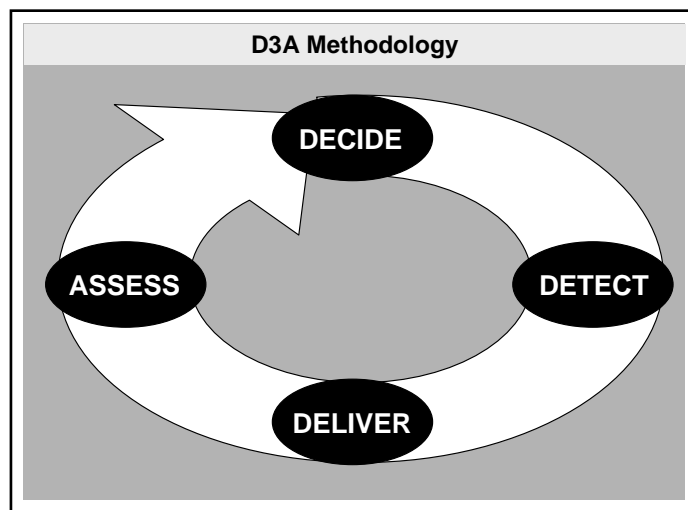 D3A Methodology
DECIDE
DETECT
DELIVER
ASSESS